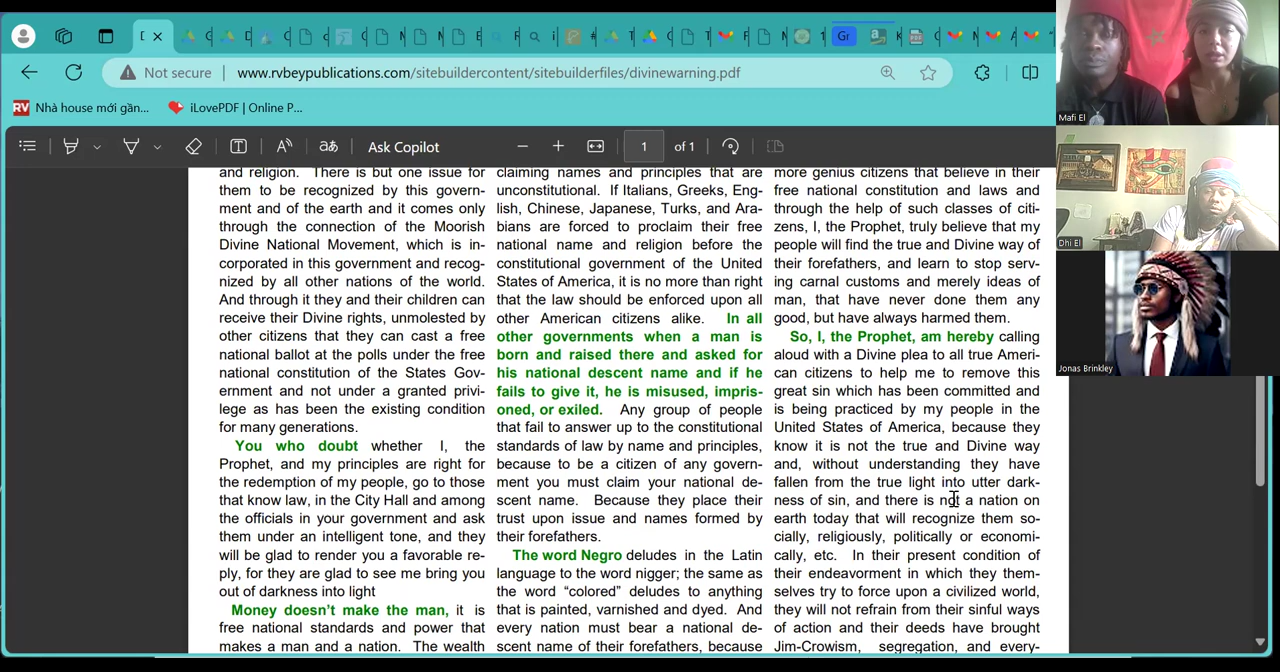 Not secure
www.rvbeypublications.com/sitebuildercontent/sitebuilderfiles/divinewarning.pdf
RV Nhà house mới gần...
iLovePDF | Online P...
Ask Copilot
1 of 1
and religion. There is but one issue for
them to be recognized by this govern-
ment and of the earth and it comes only
through the connection of the Moorish
Divine National Movement, which is in-
corporated in this government and recog-
nized by all other nations of the world.
And through it they and their children can
receive their Divine rights, unmolested by
other citizens that they can cast a free
national ballot at the polls under the free
national constitution of the States Gov-
ernment and not under a granted privi-
lege as has been the existing condition
for many generations.
You who doubt whether I, the
Prophet, and my principles are right for
the redemption of my people, go to those
that know law, in the City Hall and among
the officials in your government and ask
them under an intelligent tone, and they
will be glad to render you a favorable re-
ply, for they are glad to see me bring you
out of darkness into light
Money doesn't make the man, it is
free national standards and power that
makes a man and a nation. The wealth
claiming names and principles that are
unconstitutional. If Italians, Greeks, Eng-
lish, Chinese, Japanese, Turks, and Ara-
bians are forced to proclaim their free
national name and religion before the
constitutional government of the United
States of America, it is no more than right
that the law should be enforced upon all
other American citizens alike. In all
other governments when a man is
born and raised there and asked for
his national descent name and if he
fails to give it, he is misused, impris-
oned, or exiled. Any group of people
that fail to answer up to the constitutional
standards of law by name and principles,
because to be a citizen of any govern-
ment you must claim your national de-
scent name. Because they place their
trust upon issue and names formed by
their forefathers.
The word Negro deludes in the Latin
language to the word nigger; the same as
the word “colored” deludes to anything
that is painted, varnished and dyed. And
every nation must bear a national de-
scent name of their forefathers, because
more genius citizens that believe in their
free national constitution and laws and
through the help of such classes of citi-
zens, I, the Prophet, truly believe that my
people will find the true and Divine way of
their forefathers, and learn to stop serv-
ing carnal customs and merely ideas of
man, that have never done them any
good, but have always harmed them.
So, I, the Prophet, am hereby calling
aloud with a Divine plea to all true Ameri-
can citizens to help me to remove this
great sin which has been committed and
is being practiced by my people in the
United States of America, because they
know it is not the true and Divine way
and, without understanding they have
fallen from the true light into utter dark-
ness of sin, and there is not a nation on
earth today that will recognize them so-
cially, religiously, politically or economi-
cally, etc. In their present condition of
their endeavorment in which they them-
selves try to force upon a civilized world,
they will not refrain from their sinful ways
of action and their deeds have brought
Jim-Crowism, segregation, and every-
Mafi El
Dhi El
Jonas Brinkley